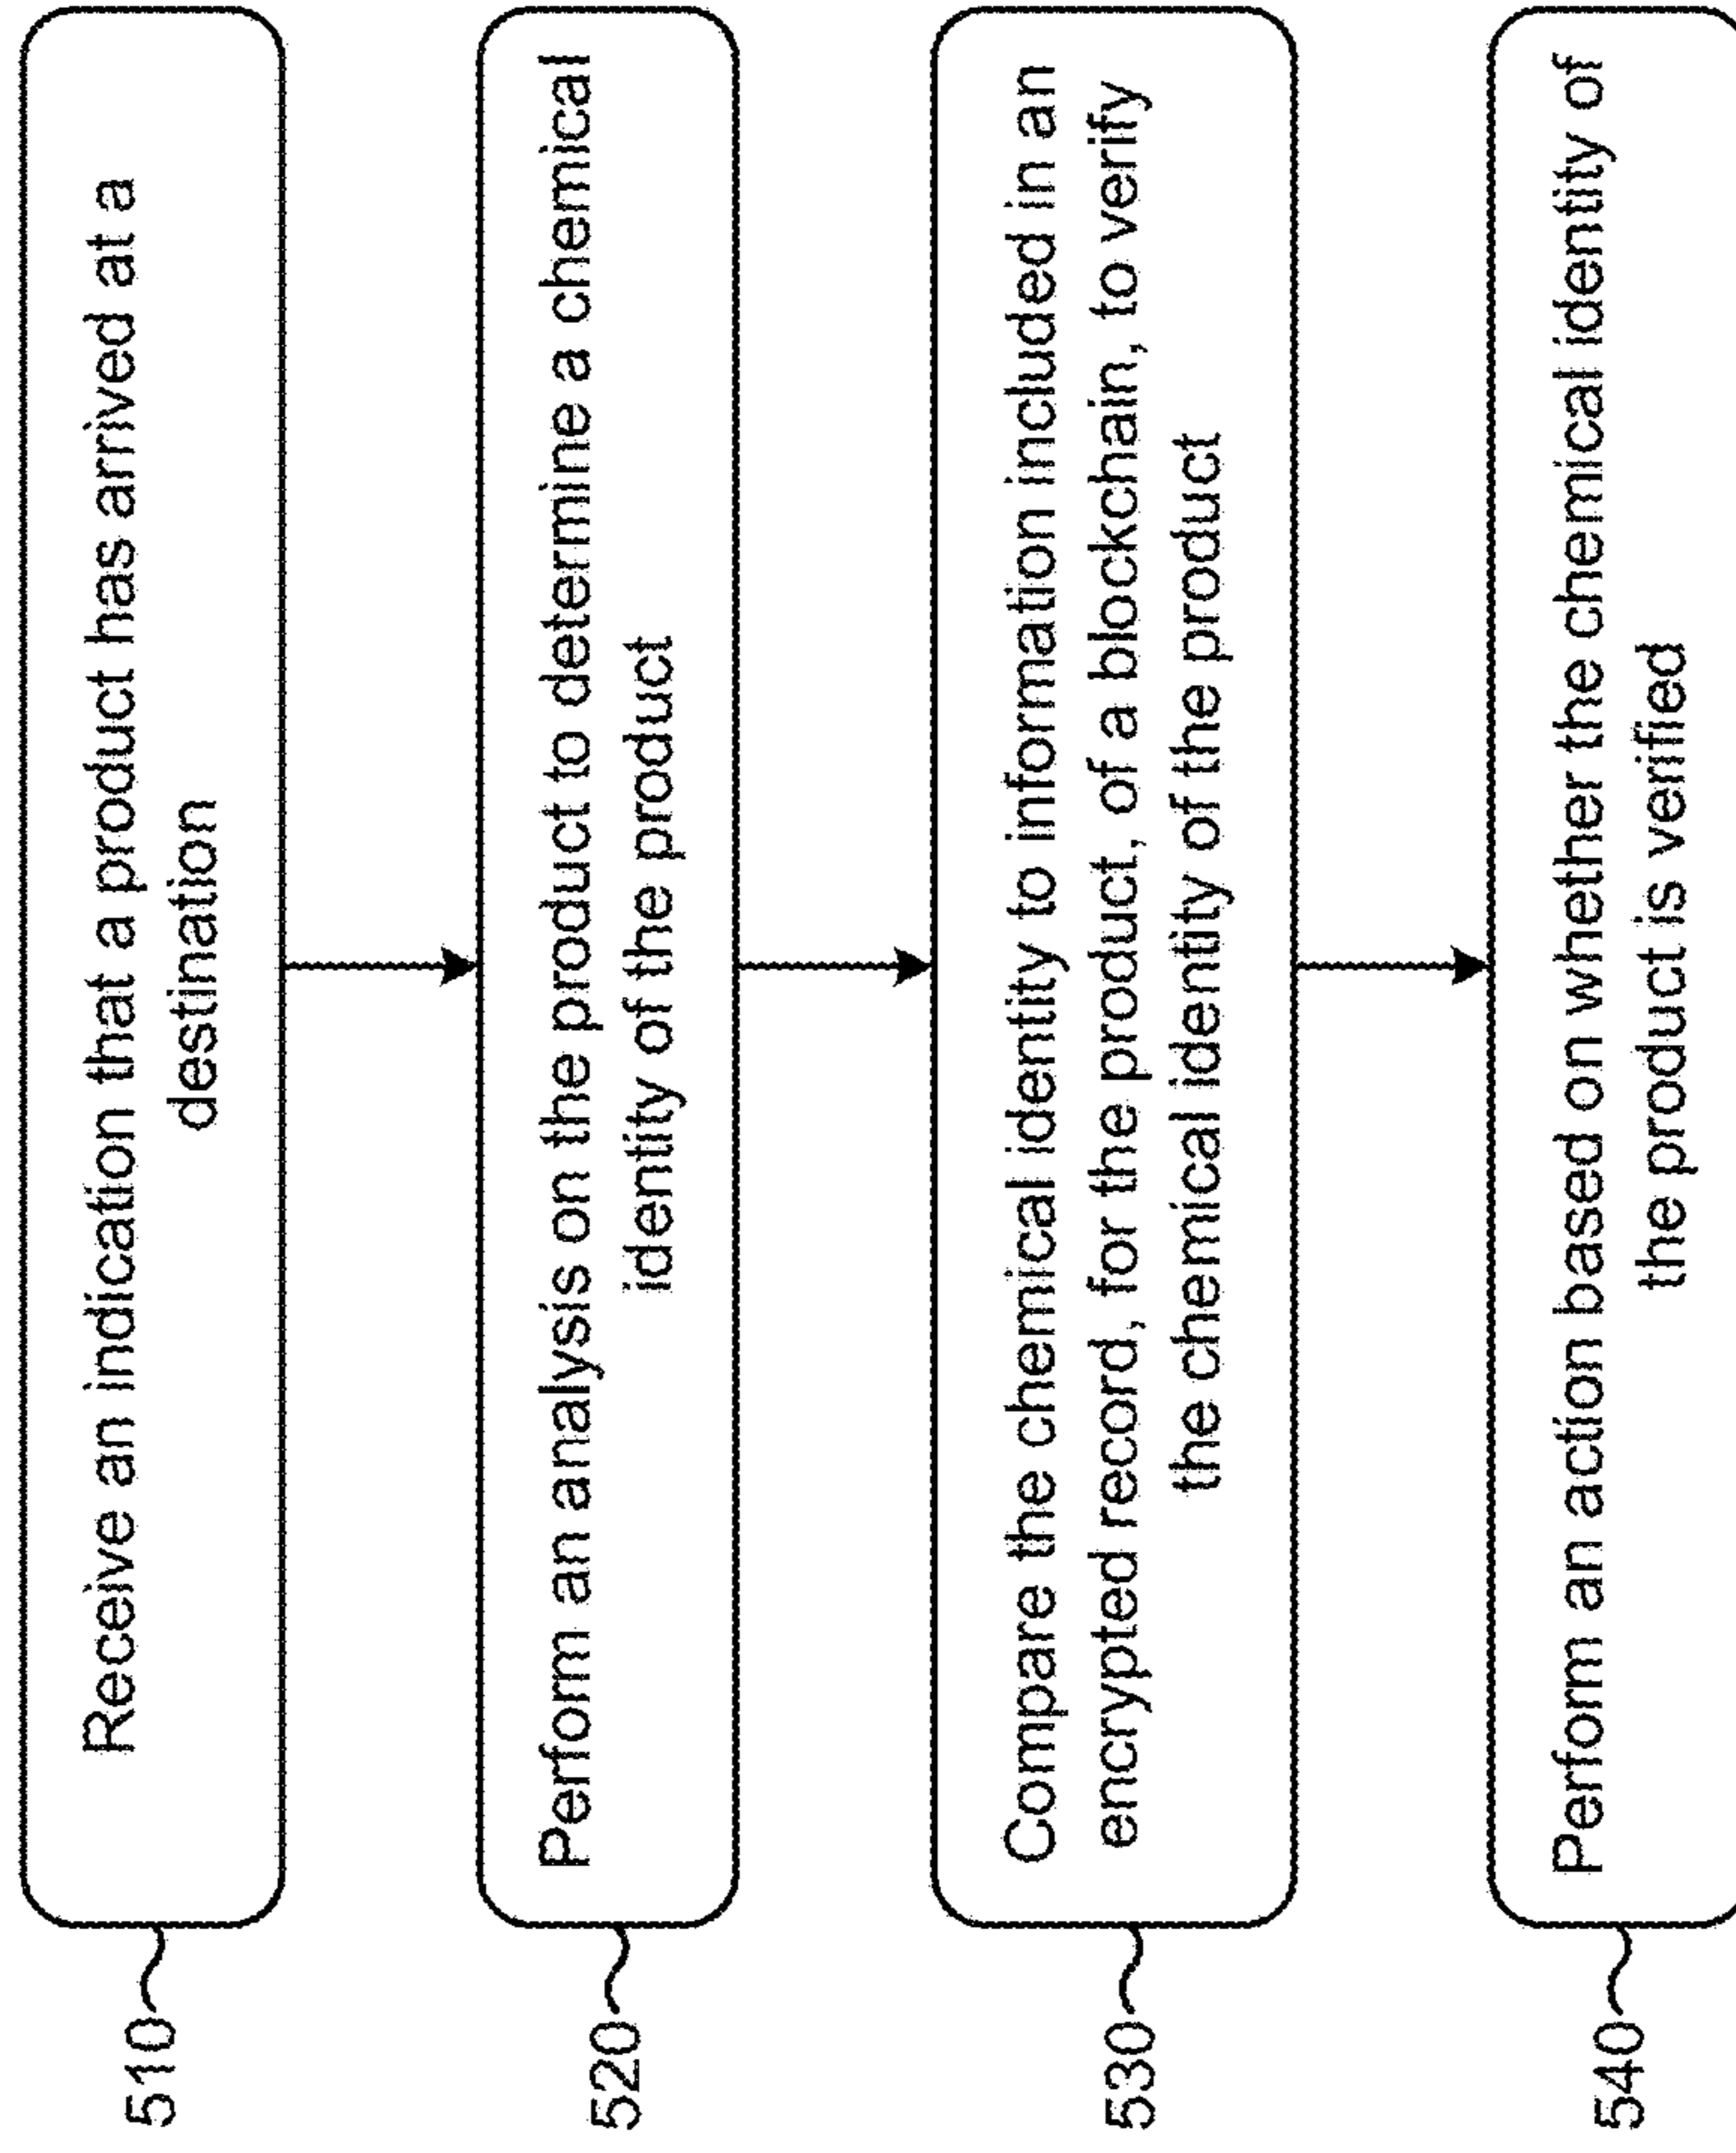 510
Receive an indication that a product has arrived at a
destination
520
Perform an analysis on the product to determine a chemical
identity of the product
530
Compare the chemical identity to information included in an
encrypted record, for the product, of a blockchain, to verify
the chemical identity of the product
540
Perform an action based on whether the chemical identity of
the product is verified